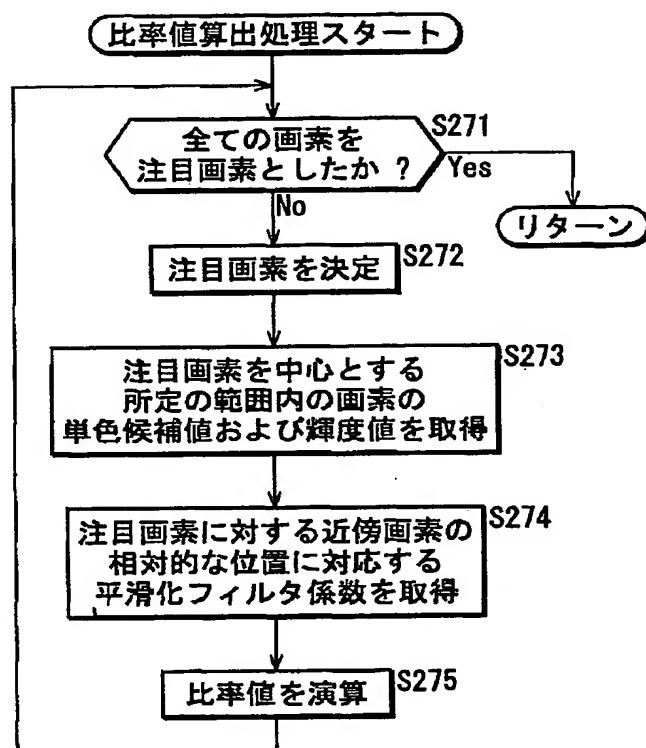 比率値算出処理スタート
全ての画素を
注目画素としたか ?
S271
Yes
No
リターン
注目画素を決定
S272
注目画素を中心とする
所定の範囲内の画素の
単色候補値および輝度値を取得
S273
注目画素に対する近傍画素の
相対的な位置に対応する
平滑化フィルタ係数を取得
S274
比率値を演算
S275